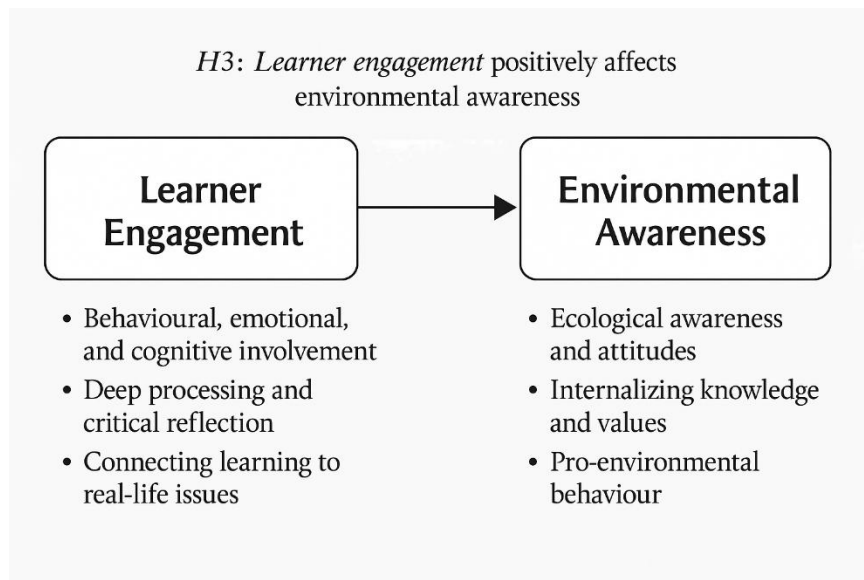 H3: Learner engagement positively affects
environmental awareness
Learner
Engagement
• Behavioural, emotional,
and cognitive involvement
• Deep processing and
critical reflection
• Connecting learning to
real-life issues
Environmental
Awareness
• Ecological awareness
and attitudes
• Internalizing knowledge
and values
• Pro-environmental
behaviour